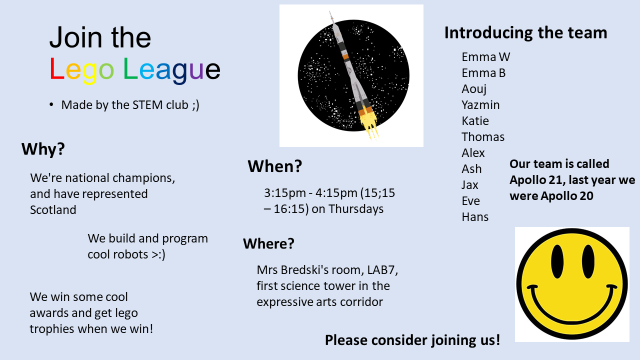 Join the
Lego League
• Made by the STEM club ;)
Why?
We're national champions,
and have represented
Scotland
We build and program
cool robots >:)
We win some cool
awards and get lego
trophies when we win!
When?
3:15pm - 4:15pm (15;15
– 16:15) on Thursdays
Where?
Mrs Bredski's room, LAB7,
first science tower in the
expressive arts corridor
Please consider joining us!
Introducing the team
Emma W
Emma B
Aouj
Yazmin
Katie
Thomas
Alex
Ash
Jax
Eve
Hans
Our team is called
Apollo 21, last year we
were Apollo 20